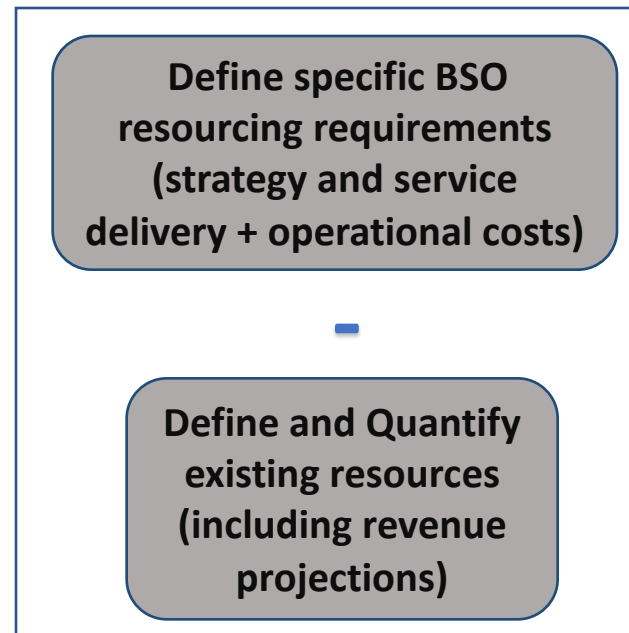 Define specific BSO
resourcing requirements
(strategy and service
delivery + operational costs)
-
Define and Quantify
existing resources
(including revenue
projections)